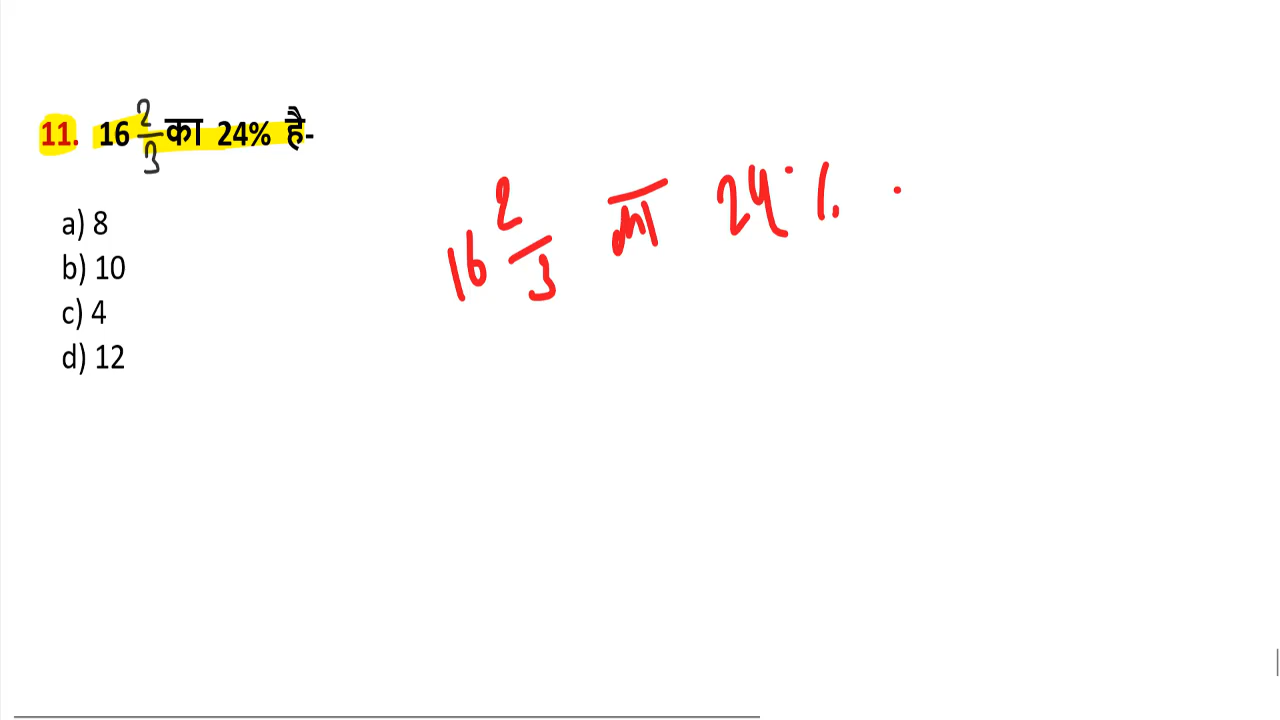 11. 16 2/3 का 24% है-
16 2/3 का 24%
a) 8
b) 10
c) 4
d) 12